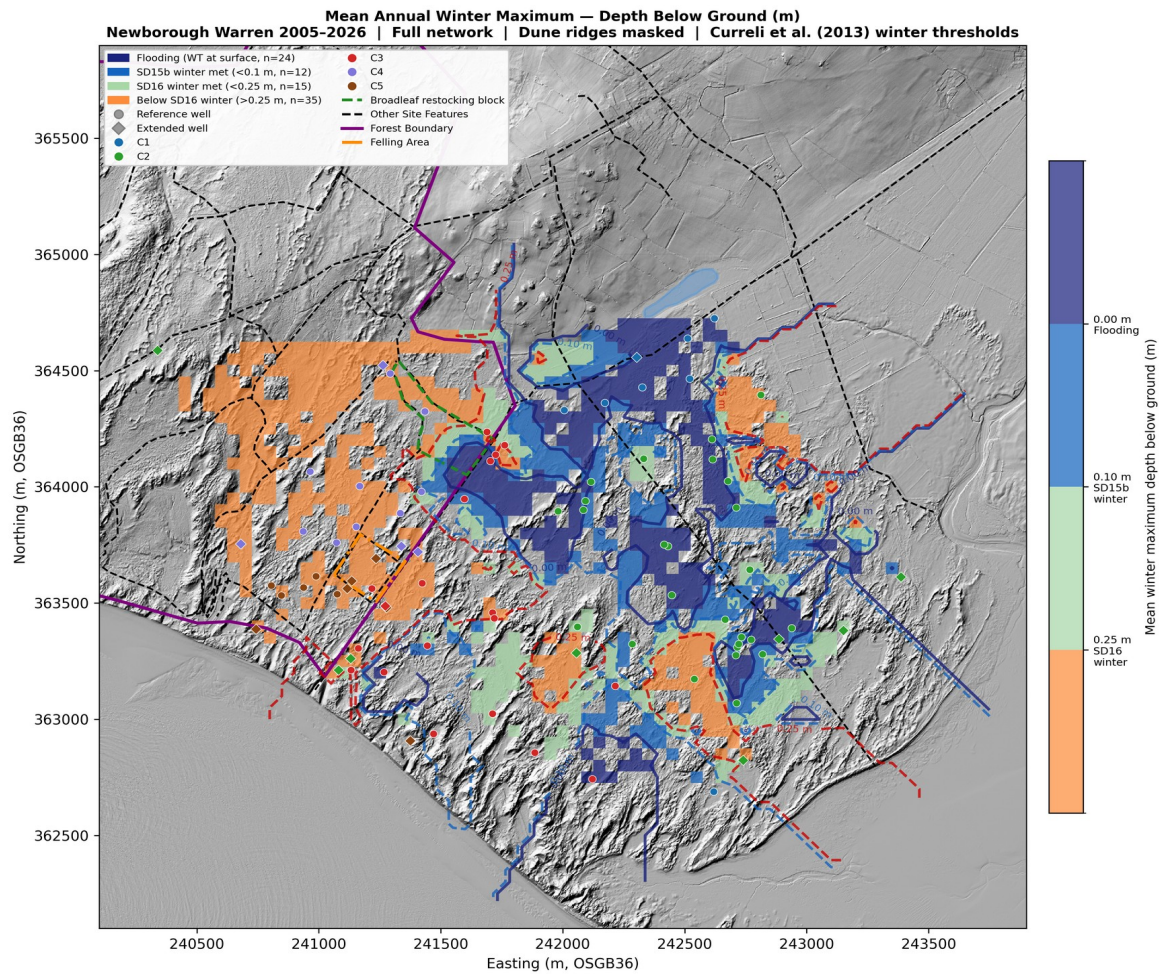 Mean Annual Winter Maximum — Depth Below Ground (m)
Newborough Warren 2005–2026 | Full network | Dune ridges masked | Curreli et al. (2013) winter thresholds
Flooding (WT at surface, n=24)
SD15b winter met (<0.1 m, n=12)
SD16 winter met (<0.25 m, n=15)
Below SD16 winter (>0.25 m, n=35)
Reference well
Extended well
C1
C2
C3
C4
C5
Broadleaf restocking block
Other Site Features
Forest Boundary
Felling Area
365500
365000
364500
364000
363500
363000
362500
Northing (m, OSGB36)
240500
241000
241500
242000
242500
243000
243500
Easting (m, OSGB36)
0.10 m
0.00 m
0.25 m
0.25 m
0.00 m
Flooding
0.10 m
SD15b
winter
0.25 m
SD16
winter
Mean winter maximum depth below ground (m)